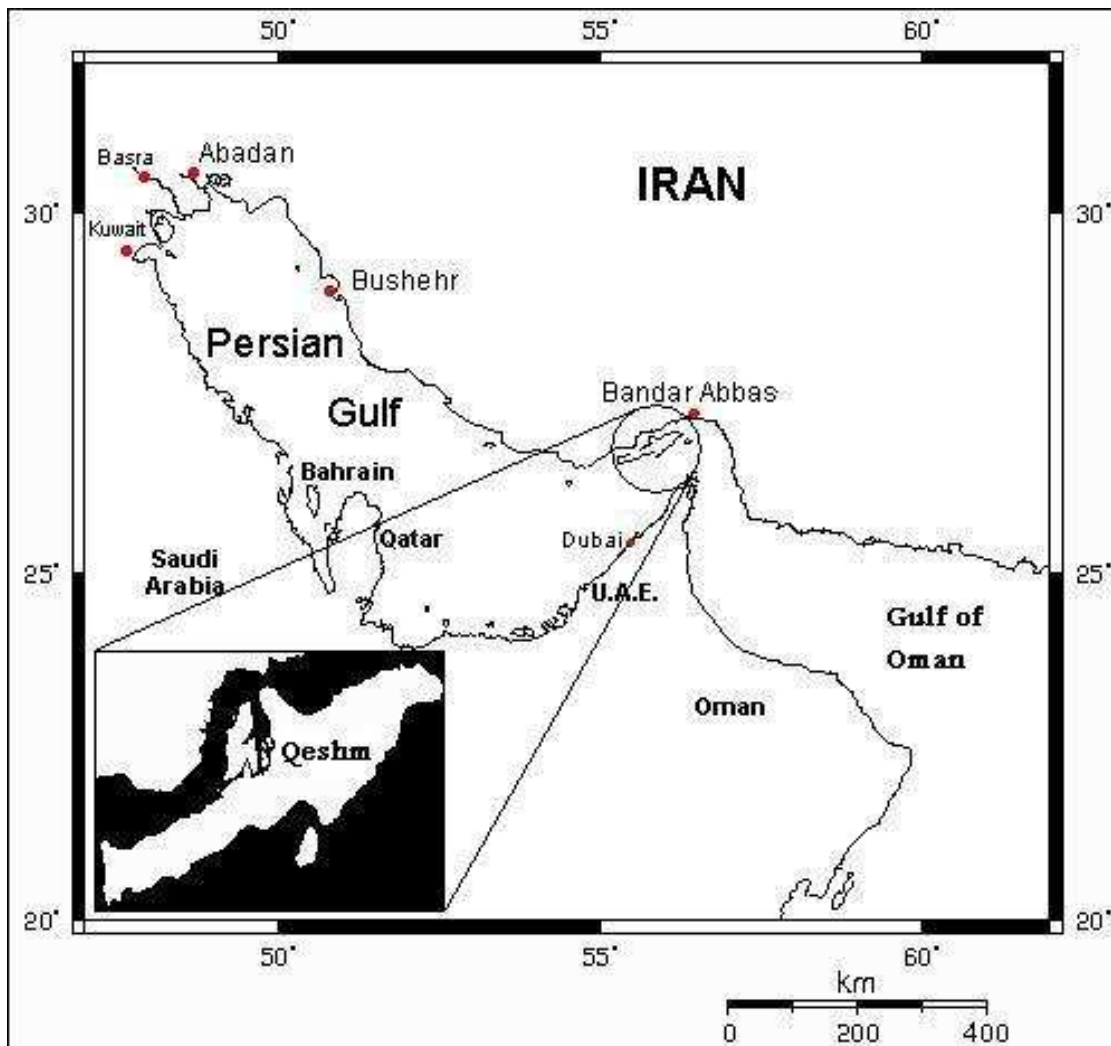 50°
55°
60°
Basra
Abadan
IRAN
30°
30°
Kuwait
Bushehr
Persian
Gulf
Bandar Abbas
Bahrain
Qatar
Dubai
Saudi
Arabia
25°
25°
U.A.E.
Gulf of
Oman
Oman
Qeshm
20°
20°
50°
55°
60°
km
0 200 400